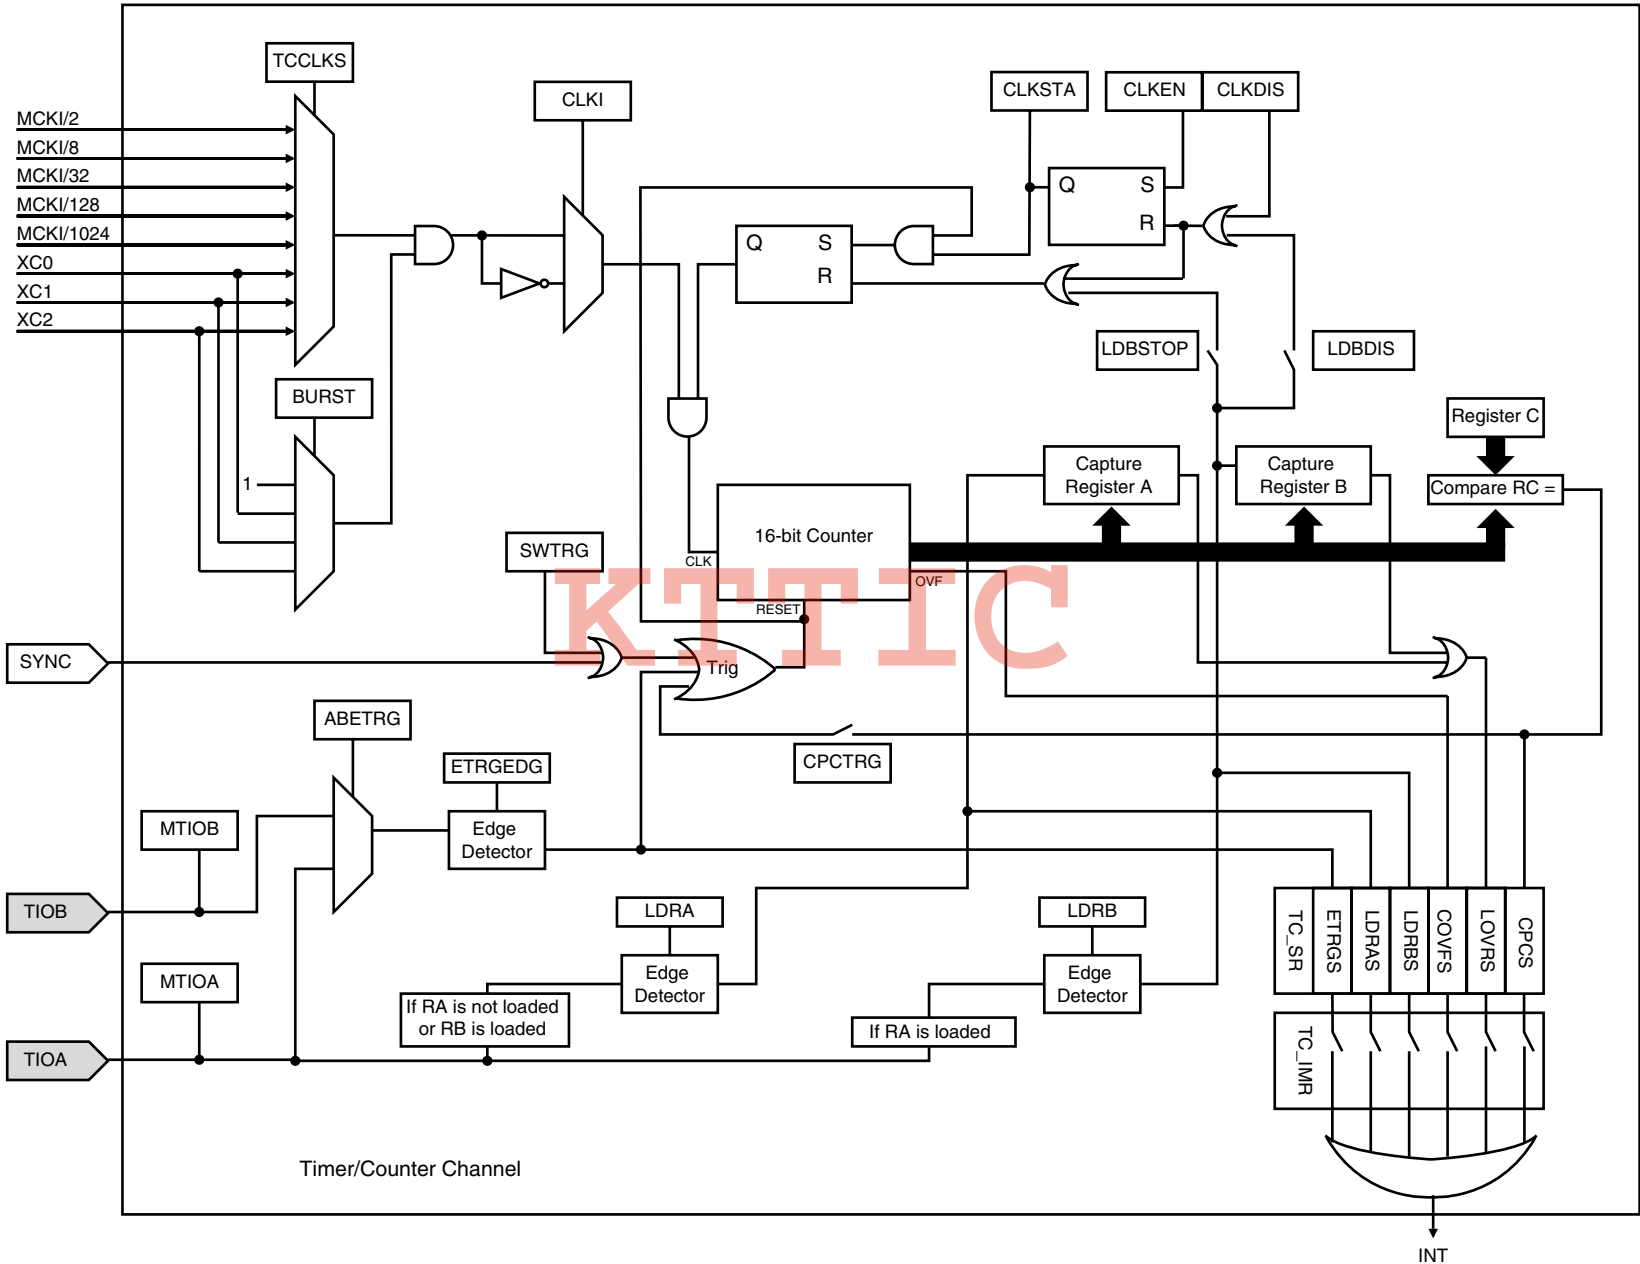 TCCLKS
CLKI
CLKSTA
CLKEN
CLKDIS
MCKI/2
MCKI/8
MCKI/32
MCKI/128
MCKI/1024
XC0
XC1
XC2
Q S
R
Q S
R
LDBSTOP
LDBDIS
BURST
1
Register C
Capture
Register A
Capture
Register B
Compare RC =
16-bit Counter
SWTRG
CLK
OVF
RESET
KTTIC
SYNC
Trig
ABETRG
ETRGEDG
CPCTRG
MTIOB
Edge
Detector
TIOB
LDRA
LDRB
MTIOA
Edge
Detector
Edge
Detector
If RA is not loaded
or RB is loaded
If RA is loaded
TIOA
TC_SR
ETRGS
LDRAS
LDRBS
COVFS
LOVRS
CPCS
TC_IMR
Timer/Counter Channel
INT